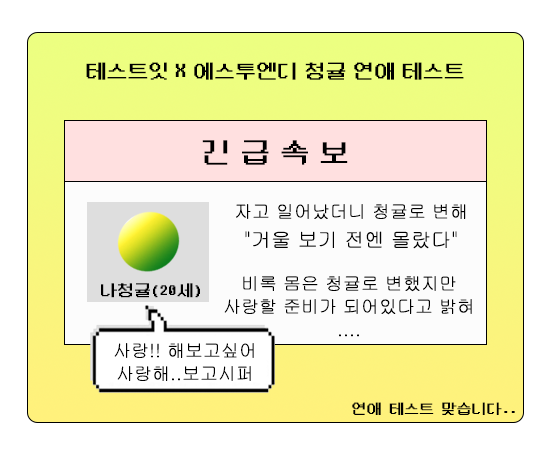 테스트잇 X 에스투엔디 청귤 연애 테스트
긴급속보
자고 일어났더니 청귤로 변해
"거울 보기 전엔 몰랐다"
나청귤(20세)
비록 몸은 청귤로 변했지만
사랑할 준비가 되어있다고 밝혀
....
사랑!! 해보고싶어
사랑해..보고시퍼
연애 테스트 맞습니다..